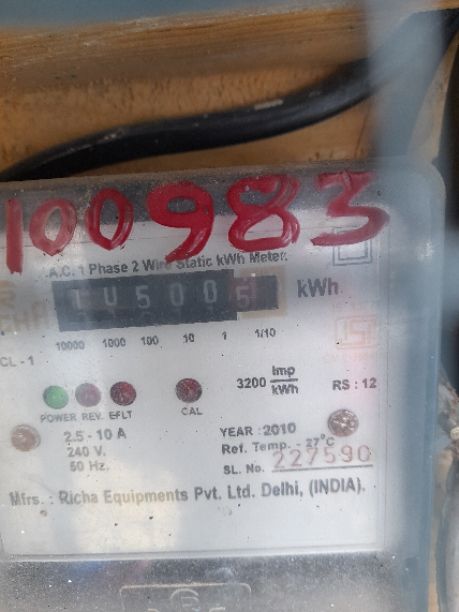 100983
A.C. 1 Phase 2 Wire Static kWh Meter.
kWh
10000 1000 100 10 1 1/10
CL - 1
3200 Imp/kWh
RS : 12
POWER REV. EFLT CAL
2.5 - 10 A
240 V.
50 Hz.
YEAR : 2010
Ref. Temp. - 27°C
SL. No. 227590
Mfrs. : Richa Equipments Pvt. Ltd. Delhi, (INDIA).